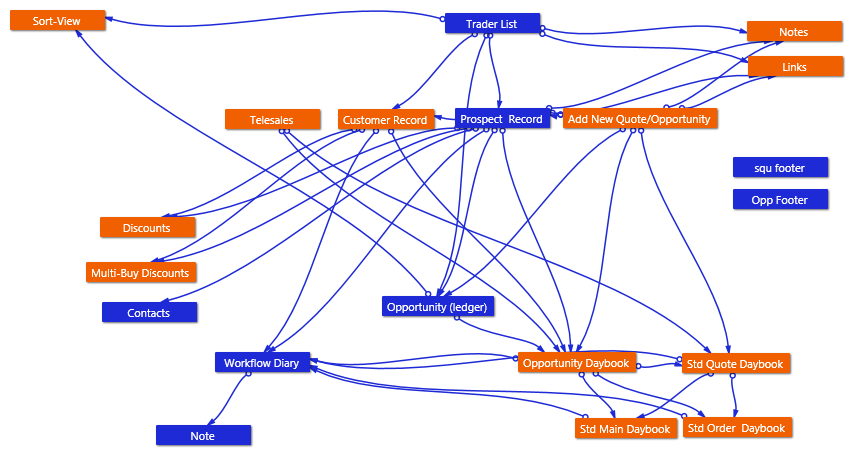 Sort-View
Trader List
Notes
Links
Telesales
Customer Record
Prospect  Record
Add New Quote/Opportunity
squ footer
Opp Footer
Discounts
Multi-Buy Discounts
Contacts
Opportunity (ledger)
Workflow Diary
Opportunity Daybook
Std Quote Daybook
Note
Std Main Daybook
Std Order  Daybook